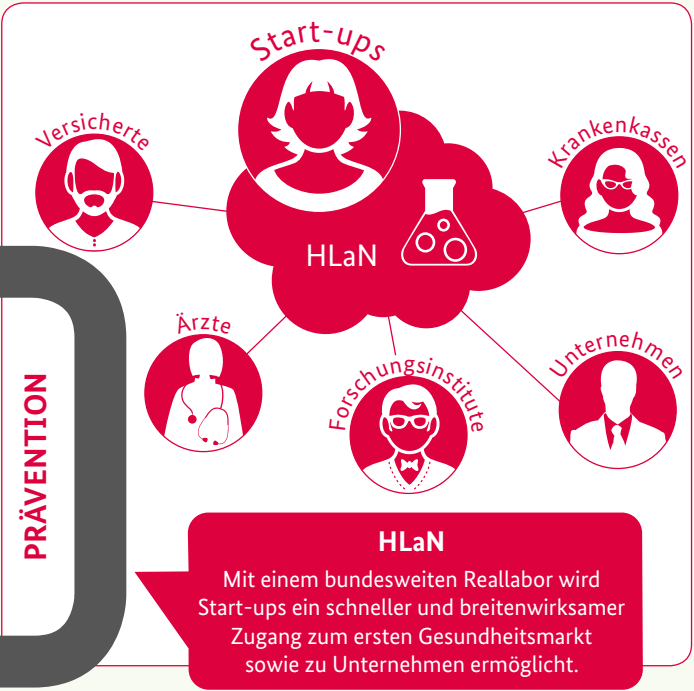 Start-ups
Versicherte
Krankenkassen
HLaN
Ärzte
Forschungsinstitute
Unternehmen
PRÄVENTION
HLaN
Mit einem bundesweiten Reallabor wird
Start-ups ein schneller und breitenwirksamer
Zugang zum ersten Gesundheitsmarkt
sowie zu Unternehmen ermöglicht.